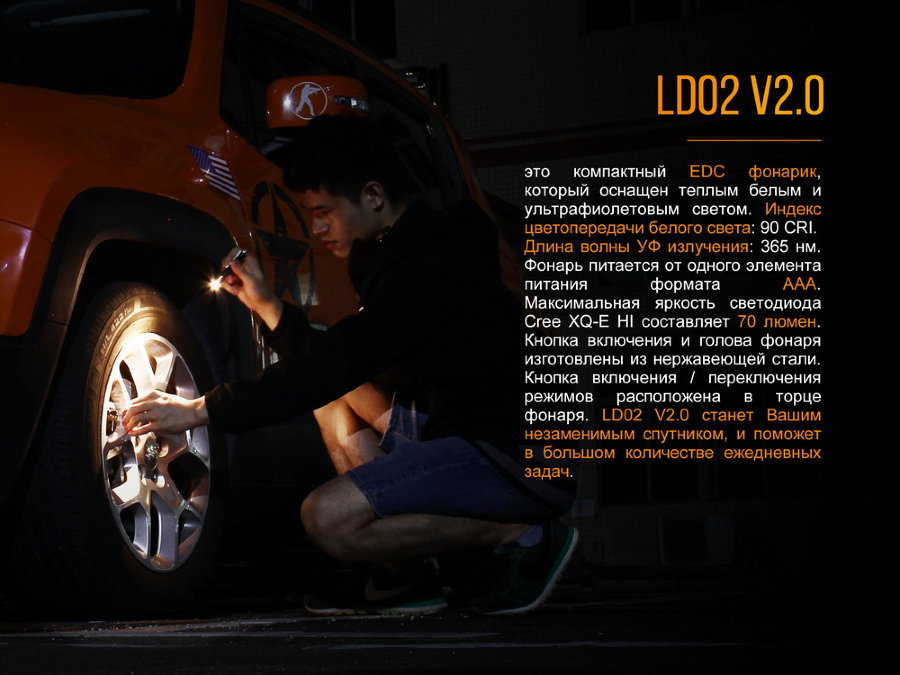 LD02 V2.0
это компактный EDC фонарик,
который оснащен теплым белым и
ультрафиолетовым светом. Индекс
цветопередачи белого света: 90 CRI.
Длина волны УФ излучения: 365 нм.
Фонарь питается от одного элемента
питания формата ААА.
Максимальная яркость светодиода
Cree XQ-E HI составляет 70 люмен.
Кнопка включения и голова фонаря
изготовлены из нержавеющей стали.
Кнопка включения / переключения
режимов расположена в торце
фонаря. LD02 V2.0 станет Вашим
незаменимым спутником, и поможет
в большом количестве ежедневных
задач.